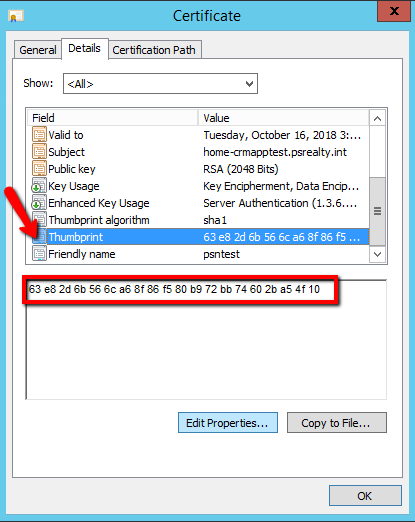 Certificate
x
General Details Certification Path
Show: <All>
Field Value
Valid to Tuesday, October 16, 2018 3:...
Subject home-crmapptest.psrealty.int
Public key RSA (2048 Bits)
Key Usage Key Encipherment, Data Encip...
Enhanced Key Usage Server Authentication (1.3.6....
Thumbprint algorithm sha1
Thumbprint 63 e8 2d 6b 56 6c a6 8f 86 f5 ...
Friendly name psntest
63 e8 2d 6b 56 6c a6 8f 86 f5 80 b9 72 bb 74 60 2b a5 4f 10
Edit Properties... Copy to File...
OK